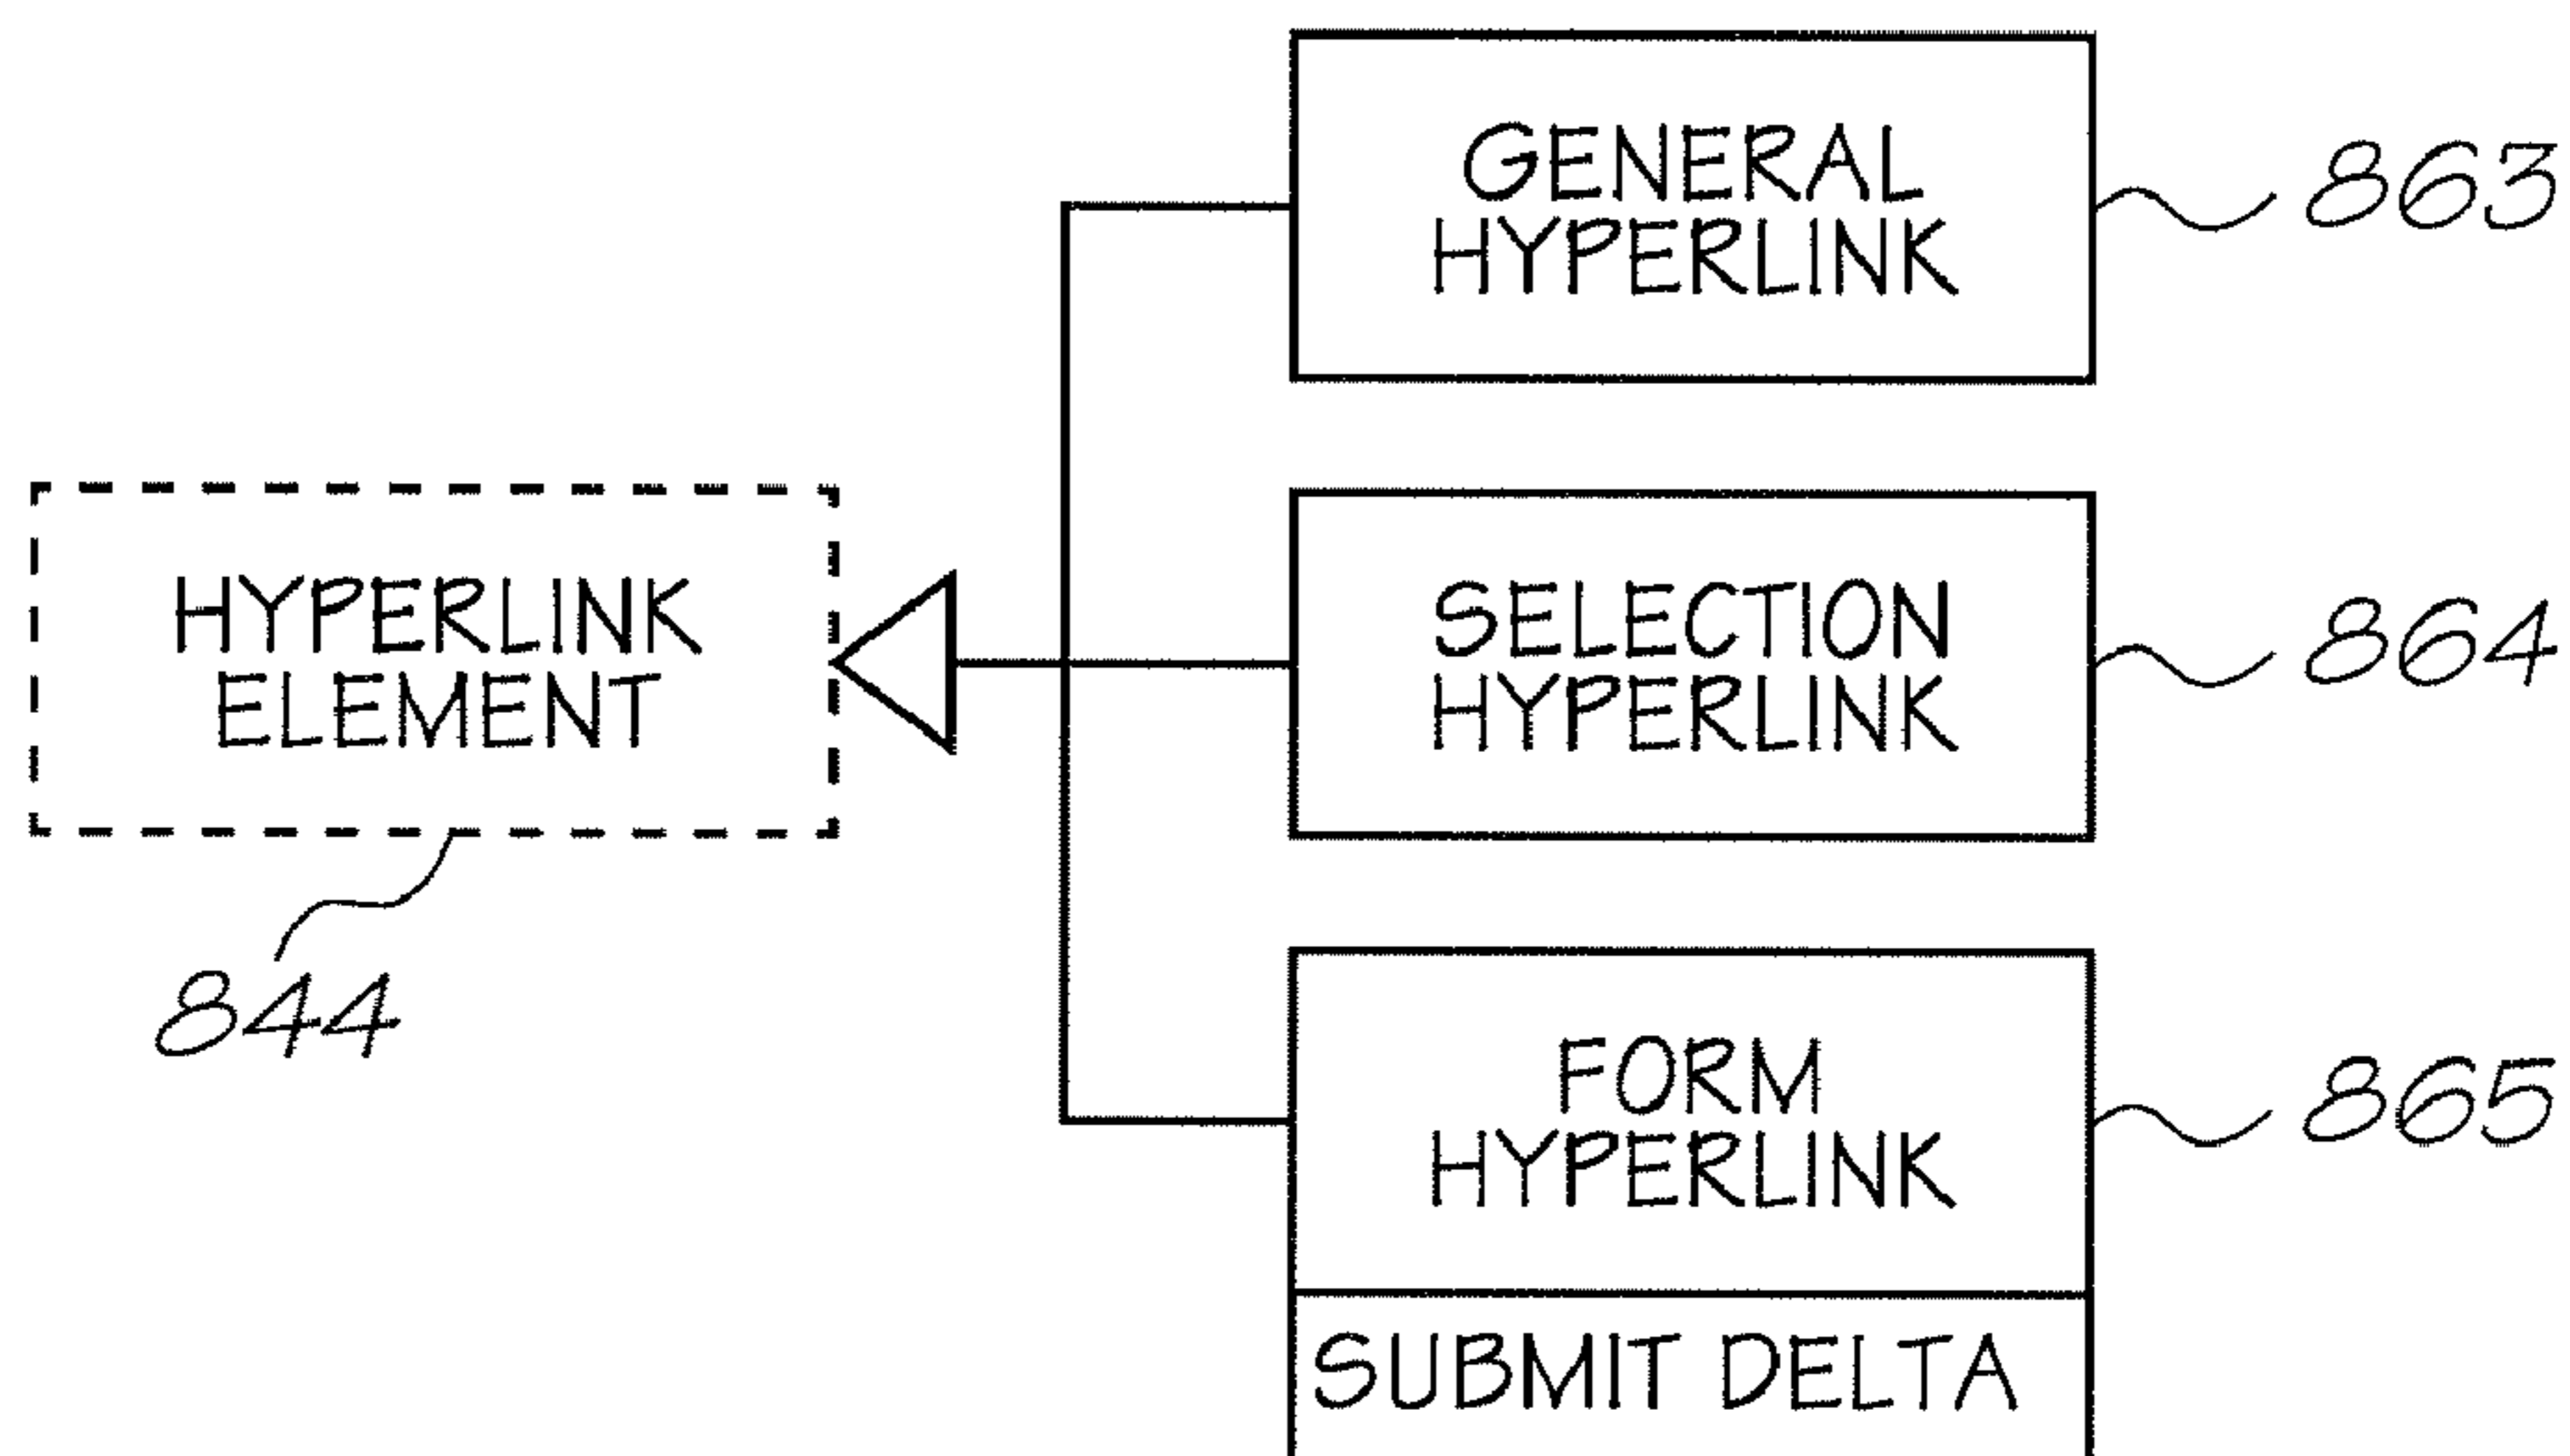 GENERAL
HYPERLINK
863
HYPERLINK
ELEMENT
844
SELECTION
HYPERLINK
864
FORM
HYPERLINK
865
SUBMIT DELTA